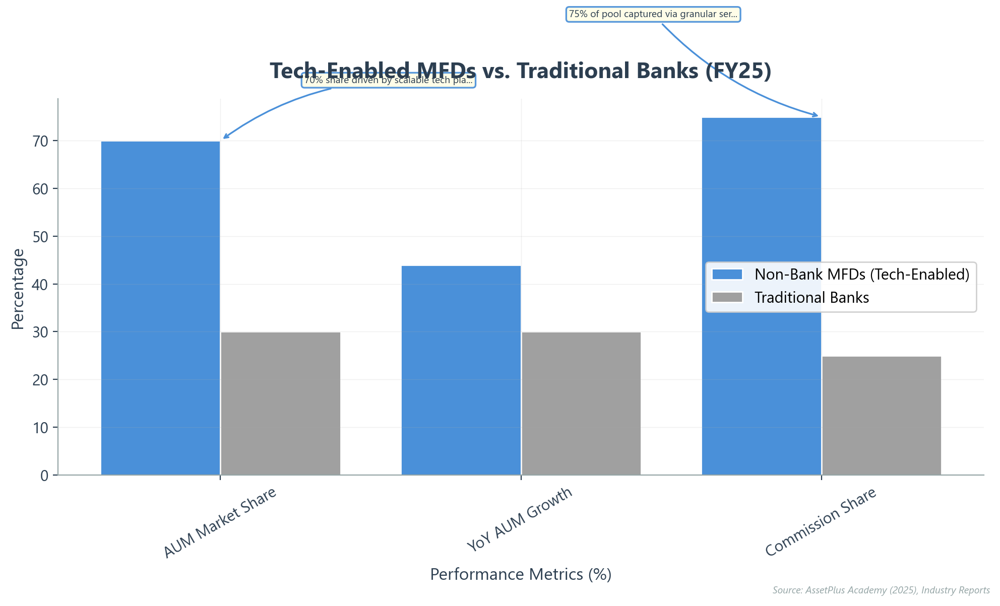 75% of pool captured via granular ser...
Tech-Enabled MFDs vs. Traditional Banks (FY25)
70% share driven by scalable tech pla...
Percentage
70
60
50
40
30
20
10
0
Non-Bank MFDs (Tech-Enabled)
Traditional Banks
AUM Market Share
YoY AUM Growth
Commission Share
Performance Metrics (%)
Source: AssetPlus Academy (2025), Industry Reports